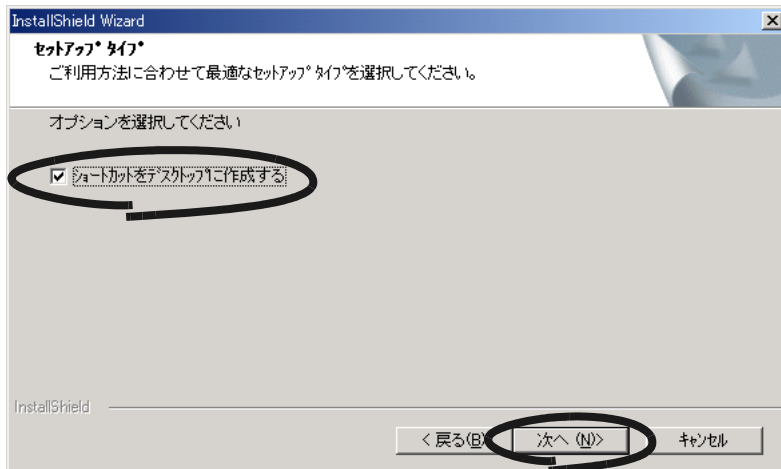 InstallShield Wizard
セットアップ タイプ
ご利用方法に合わせて最適なセットアップ タイプを選択してください。
オプションを選択してください
ショートカットをデスクトップに作成する
InstallShield
< 戻る(B) 次へ (N)> キャンセル